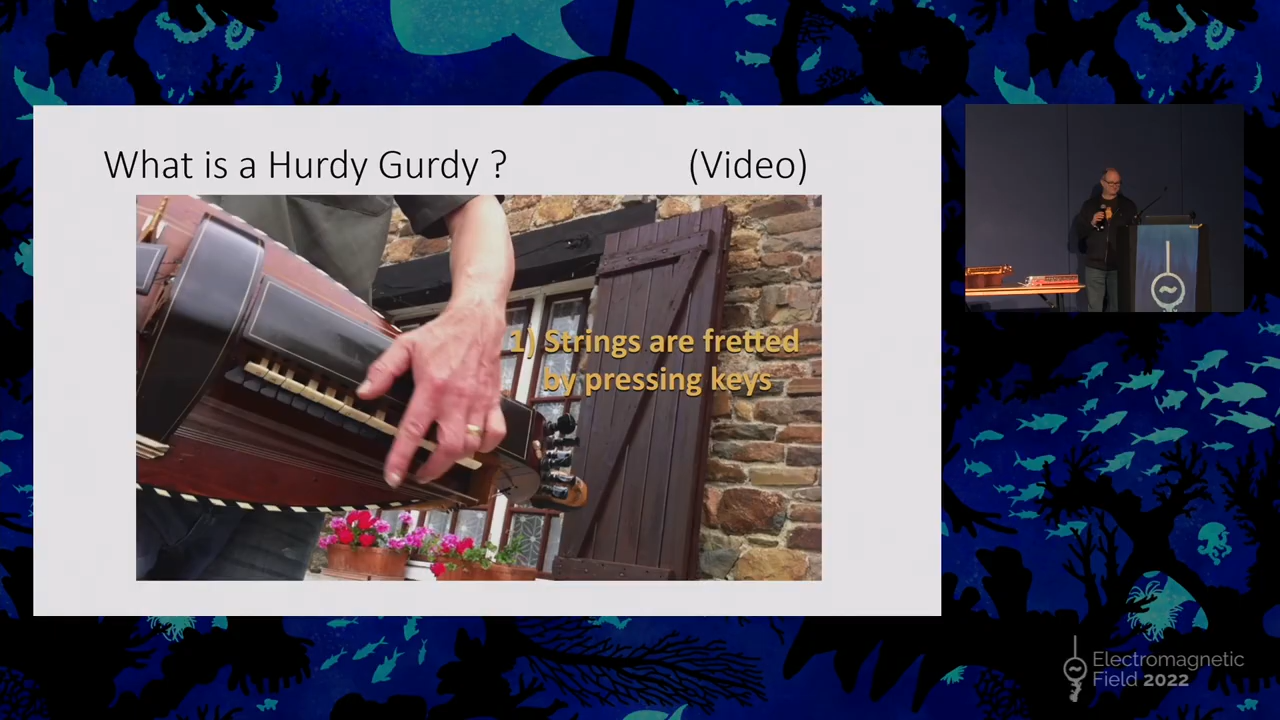 What is a Hurdy Gurdy ?
(Video)
1) Strings are fretted
by pressing keys
Electromagnetic
Field 2022